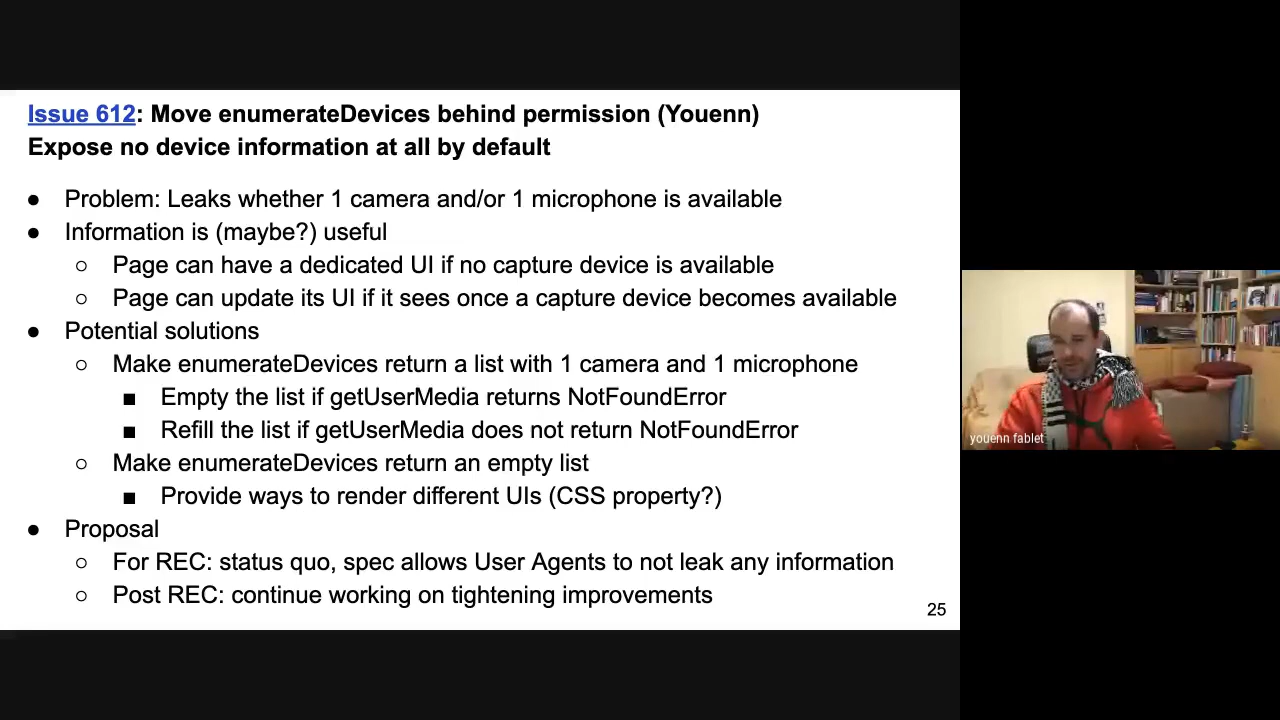 Issue 612: Move enumerateDevices behind permission (Youenn)
Expose no device information at all by default
● Problem: Leaks whether 1 camera and/or 1 microphone is available
● Information is (maybe?) useful
○ Page can have a dedicated UI if no capture device is available
○ Page can update its UI if it sees once a capture device becomes available
● Potential solutions
○ Make enumerateDevices return a list with 1 camera and 1 microphone
■ Empty the list if getUserMedia returns NotFoundError
■ Refill the list if getUserMedia does not return NotFoundError
○ Make enumerateDevices return an empty list
■ Provide ways to render different UIs (CSS property?)
● Proposal
○ For REC: status quo, spec allows User Agents to not leak any information
○ Post REC: continue working on tightening improvements
25
youenn fablet